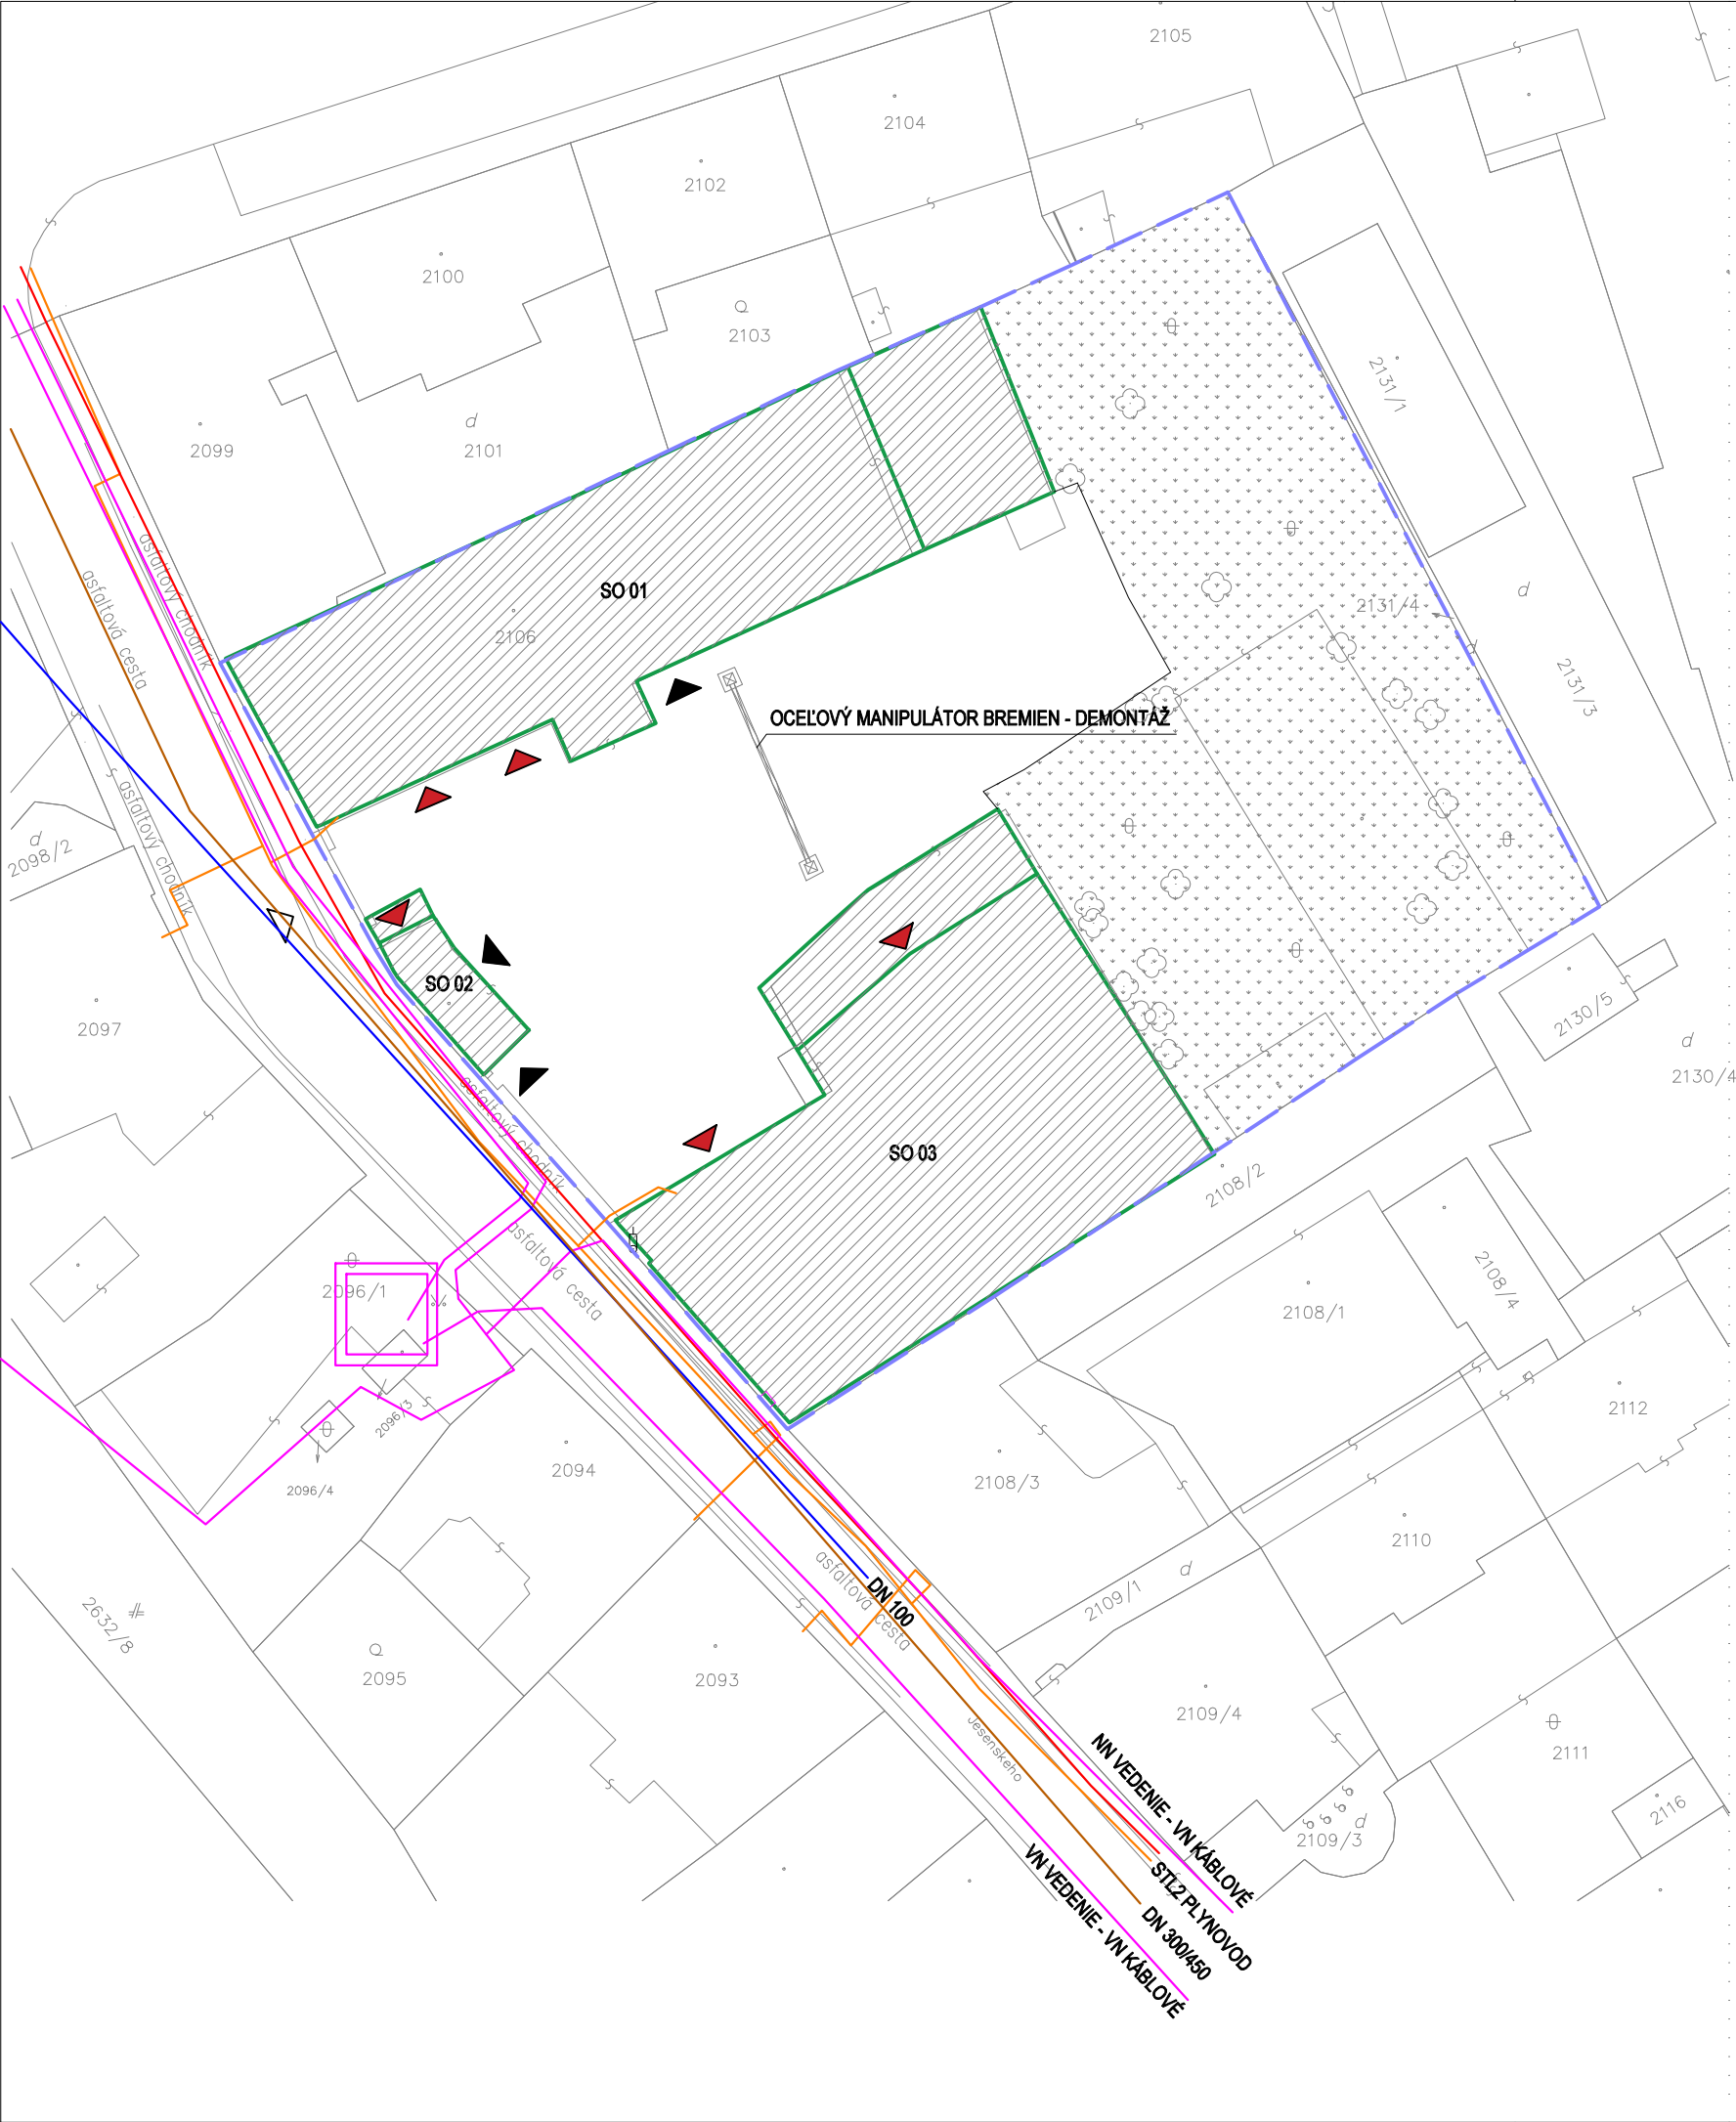 2105
2104
2102
2100
2103
2131/1
d
2101
2099
asfaltový chodník
asfaltová cesta
SO 01
2106
2131/4
d
d
2131/3
OCEĽOVÝ MANIPULÁTOR BREMIEN - DEMONTÁŽ
d
2098/2
asfaltový chodník
SO 02
2097
2130/5
d
2130/4
asfaltový chodník
SO 03
2108/2
asfaltová cesta
2096/1
2108/1
2108/4
2096/3
2112
2094
2108/3
2096/4
2110
DN 100
asfaltová cesta
d
2109/1
2632/8
2095
2093
2109/4
Jesenskeho
2111
NN VEDENIE - VN KÁBLOVÉ
2116
d
2109/3
VN VEDENIE - VN KÁBLOVÉ
STL2 PLYNOVOD
DN 300/450